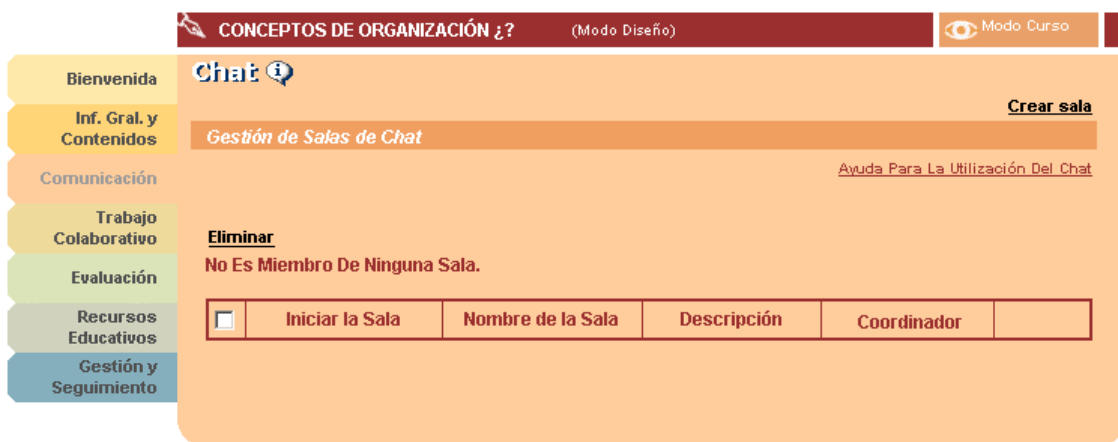 CONCEPTOS DE ORGANIZACIÓN ¿? (Modo Diseño) Modo Curso
Bienvenida
Inf. Gral. y
Contenidos
Comunicación
Trabajo
Colaborativo
Evaluación
Recursos
Educativos
Gestión y
Seguimiento
Chat
Crear sala
Gestión de Salas de Chat
Ayuda Para La Utilización Del Chat
Eliminar
No Es Miembro De Ninguna Sala.
Iniciar la Sala Nombre de la Sala Descripción Coordinador